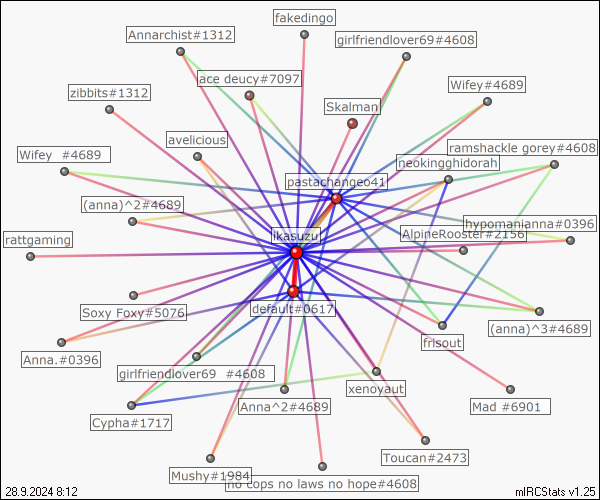 fakedingo
Annarchist#1312
girlfriendlover69#4608
ace deucy#7097
Wifey#4689
zibbits#1312
Skalman
avelicious
ramshackle gorey#4608
Wifey  #4689
neokingghidorah
pastachangeo41
(anna)^2#4689
hypomanianna#0396
ikasuzu
AlpineRooster#2156
rattgaming
default#0617
Soxy Foxy#5076
(anna)^3#4689
frisout
Anna.#0396
girlfriendlover69  #4608
xenoyaut
Anna^2#4689
Mad #6901
Cypha#1717
Toucan#2473
Mushy#1984
no cops no laws no hope#4608
28.9.2024 8:12
mIRCStats v1.25